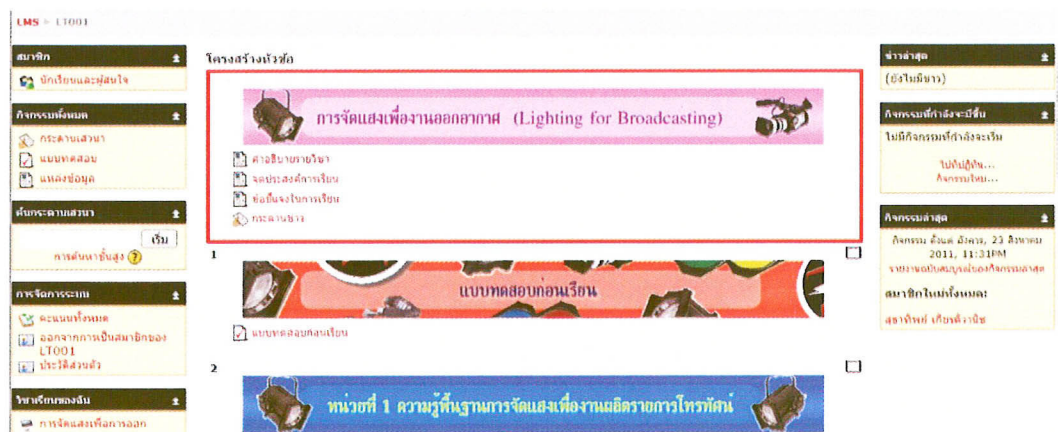 LMS ► LT001
สมาชิก
นักเรียนและผู้สนใจ
กิจกรรมทั้งหมด
กระดานเสวนา
แบบทดสอบ
แหล่งข้อมูล
ค้นกระดานเสวนา
เริ่ม
การค้นหาชั้นสูง
การจัดการระบบ
คะแนนทั้งหมด
ออกจากการเป็นสมาชิกของ
LT001
ประวัติส่วนตัว
วิชาเรียนของฉัน
การจัดแสงเพื่อการออก
โครงสร้างหัวข้อ
การจัดแสงเพื่องานออกอากาศ (Lighting for Broadcasting)
คำอธิบายรายวิชา
จุดประสงค์การเรียน
ข้อชี้แจงในการเรียน
กระดานข่าว
1
แบบทดสอบก่อนเรียน
แบบทดสอบก่อนเรียน
2
หน่วยที่ 1 ความรู้พื้นฐานการจัดแสงเพื่องานผลิตรายการโทรทัศน์
ข่าวล่าสุด
(ยังไม่มีข่าว)
กิจกรรมที่กำลังจะมีขึ้น
ไม่มีกิจกรรมที่กำลังจะเริ่ม
ไปที่ปฏิทิน...
กิจกรรมใหม่...
กิจกรรมล่าสุด
กิจกรรม ตั้งแต่ อังคาร, 23 สิงหาคม
2011, 11:31PM
รายงานฉบับสมบูรณ์ของกิจกรรมล่าสุด
สมาชิกใหม่ทั้งหมด:
สุธาทิพย์ เกียรติวานิช